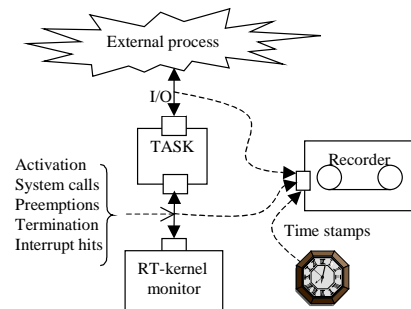 External process
I/O
TASK
Recorder
Activation
System calls
Preemptions
Termination
Interrupt hits
Time stamps
RT-kernel
monitor